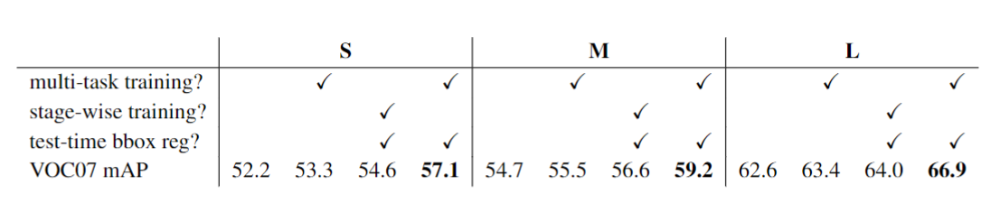 S M L
multi-task training? ✓ ✓ ✓ ✓ ✓ ✓
stage-wise training? ✓ ✓ ✓
test-time bbox reg? ✓ ✓ ✓ ✓ ✓ ✓
VOC07 mAP 52.2 53.3 54.6 57.1 54.7 55.5 56.6 59.2 62.6 63.4 64.0 66.9